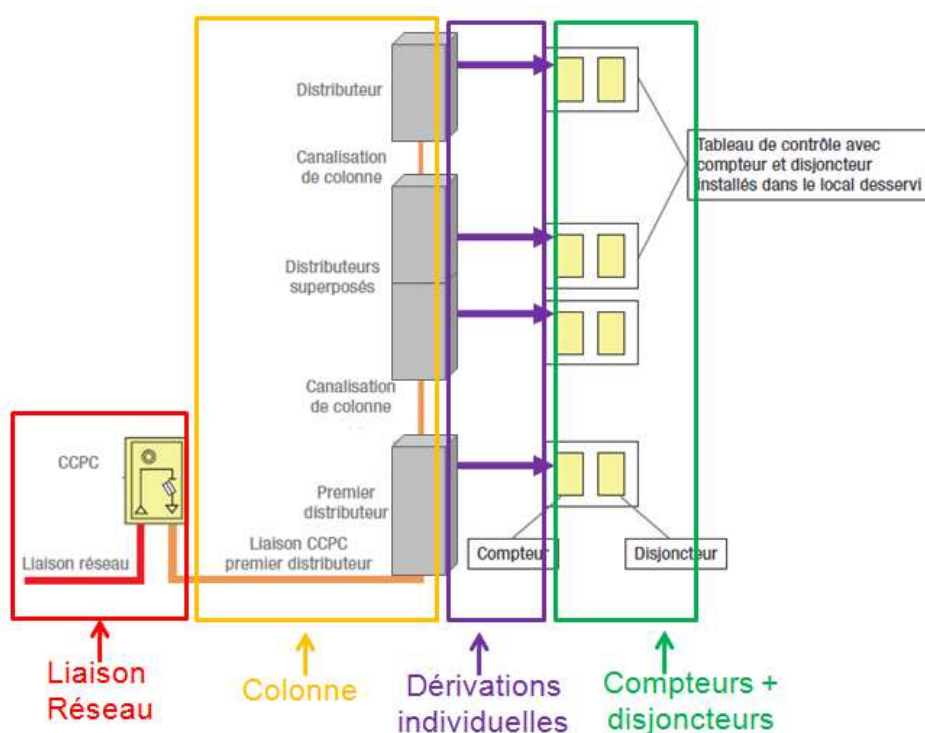 Distributeur
Canalisation
de colonne
Tableau de contrôle avec
compteur et disjoncteur
installés dans le local desservi
Distributeurs
superposés
Canalisation
de colonne
CCPC
Premier
distributeur
Liaison réseau
Liaison CCPC
premier distributeur
Compteur
Disjoncteur
Liaison
Réseau
Colonne
Dérivations
individuelles
Compteurs +
disjoncteurs